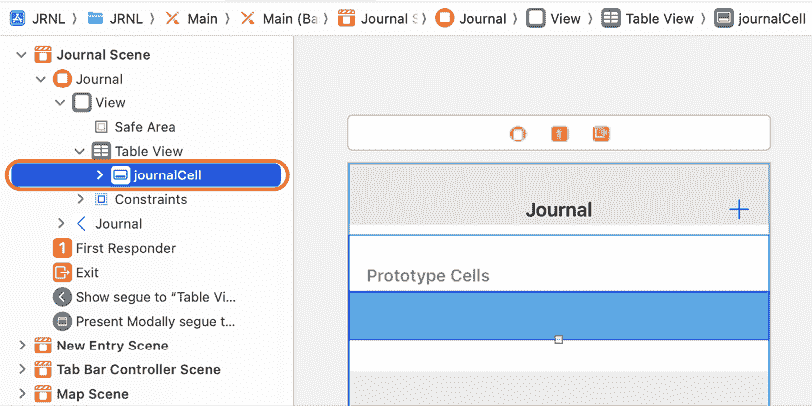 JRNL JRNL Main Main (Ba Journal S Journal View Table View journalCell
Journal Scene
Journal
View
Safe Area
Table View
journalCell
Constraints
Journal
1 First Responder
Exit
Show segue to “Table Vi...
Present Modally segue t...
New Entry Scene
Tab Bar Controller Scene
Map Scene
1
Journal +
Prototype Cells